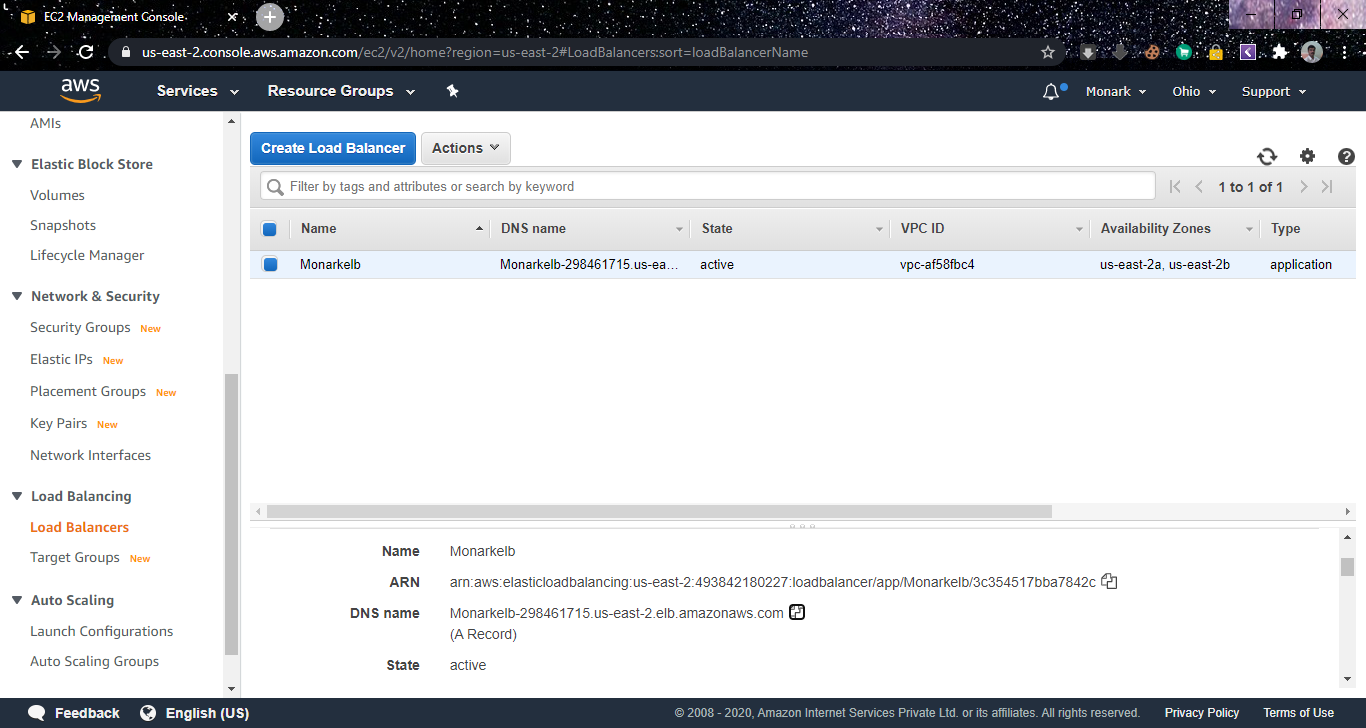 EC2 Management Console
us-east-2.console.aws.amazon.com/ec2/v2/home?region=us-east-2#LoadBalancers:sort=loadBalancerName
aws Services Resource Groups Monark Ohio Support
AMIs
Elastic Block Store
Volumes
Snapshots
Lifecycle Manager
Network & Security
Security Groups New
Elastic IPs New
Placement Groups New
Key Pairs New
Network Interfaces
Load Balancing
Load Balancers
Target Groups New
Auto Scaling
Launch Configurations
Auto Scaling Groups
Create Load Balancer Actions
Filter by tags and attributes or search by keyword 1 to 1 of 1
Name DNS name State VPC ID Availability Zones Type
Monarkelb Monarkelb-298461715.us-ea... active vpc-af58fbc4 us-east-2a, us-east-2b application
Name Monarkelb
ARN arn:aws:elasticloadbalancing:us-east-2:493842180227:loadbalancer/app/Monarkelb/3c354517bba7842c
DNS name Monarkelb-298461715.us-east-2.elb.amazonaws.com
(A Record)
State active
Feedback English (US) © 2008 - 2020, Amazon Internet Services Private Ltd. or its affiliates. All rights reserved. Privacy Policy Terms of Use